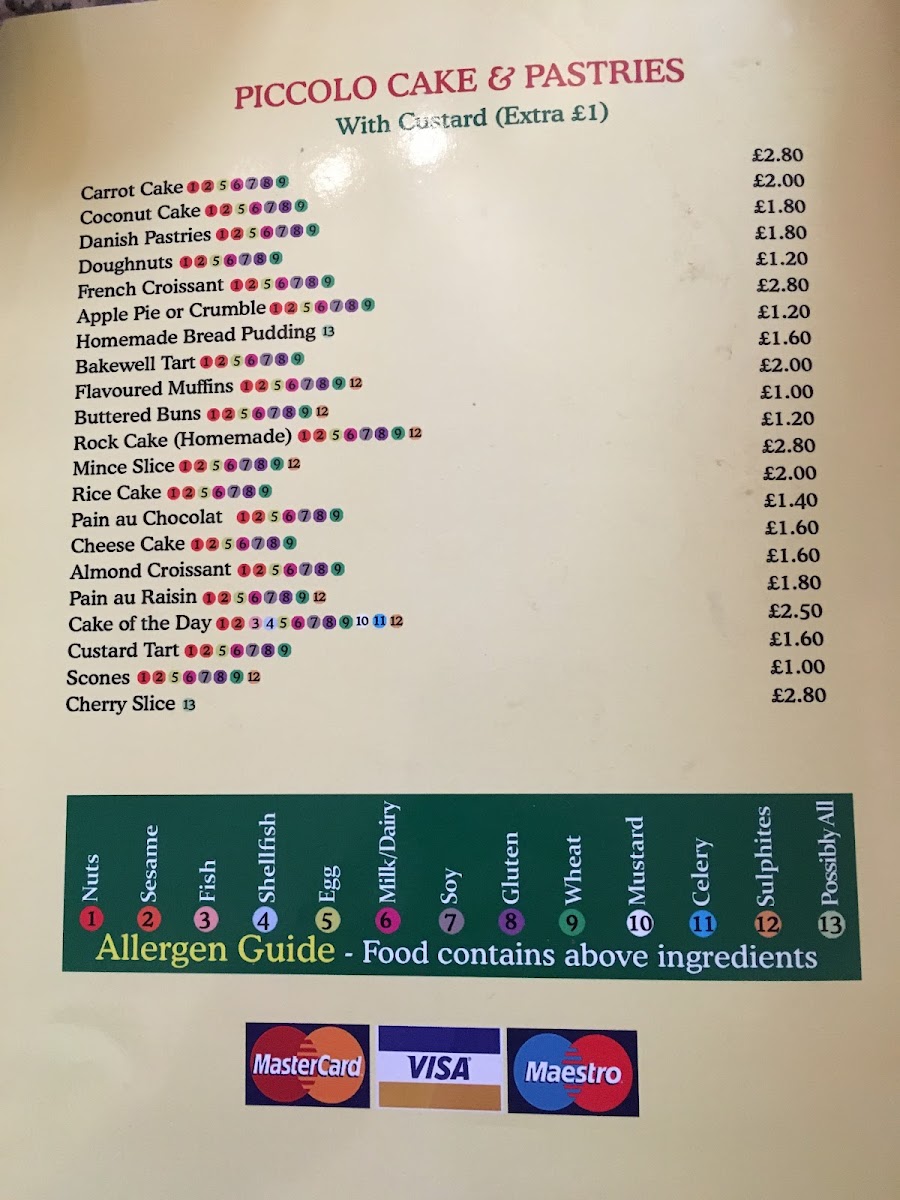 PICCOLO CAKE & PASTRIES
With Custard (Extra £1)
Carrot Cake 1 2 5 6 7 8 9 £2.80
Coconut Cake 1 2 5 6 7 8 9 £2.00
Danish Pastries 1 2 5 6 7 8 9 £1.80
Doughnuts 1 2 5 6 7 8 9 £1.80
French Croissant 1 2 5 6 7 8 9 £1.20
Apple Pie or Crumble 1 2 5 6 7 8 9 £2.80
Homemade Bread Pudding 13 £1.20
Bakewell Tart 1 2 5 6 7 8 9 £1.60
Flavoured Muffins 1 2 5 6 7 8 9 12 £2.00
Buttered Buns 1 2 5 6 7 8 9 12 £1.00
Rock Cake (Homemade) 1 2 5 6 7 8 9 12 £1.20
Mince Slice 1 2 5 6 7 8 9 12 £2.80
Rice Cake 1 2 5 6 7 8 9 £2.00
Pain au Chocolat 1 2 5 6 7 8 9 £1.40
Cheese Cake 1 2 5 6 7 8 9 £1.60
Almond Croissant 1 2 5 6 7 8 9 £1.60
Pain au Raisin 1 2 5 6 7 8 9 12 £1.80
Cake of the Day 1 2 3 4 5 6 7 8 9 10 11 12 £2.50
Custard Tart 1 2 5 6 7 8 9 £1.60
Scones 1 2 5 6 7 8 9 12 £1.00
Cherry Slice 13 £2.80
Nuts Sesame Fish Shellfish Egg Milk/Dairy Soy Gluten Wheat Mustard Celery Sulphites Possibly All
1 2 3 4 5 6 7 8 9 10 11 12 13
Allergen Guide - Food contains above ingredients
MasterCard VISA Maestro